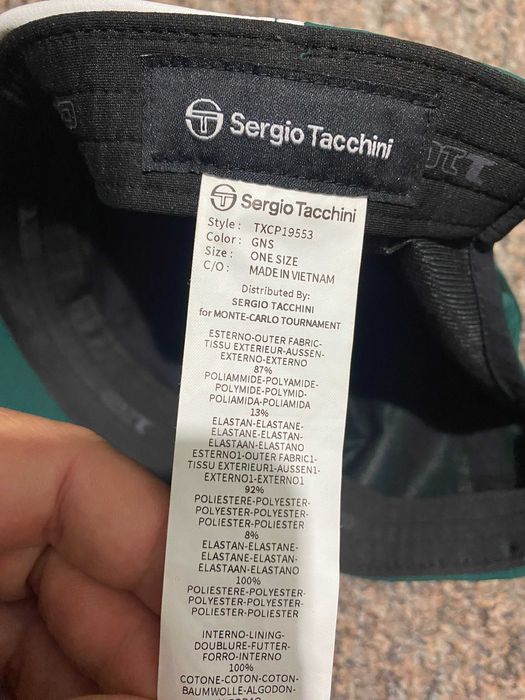 Sergio Tacchini
Sergio Tacchini
Style : TXCP19553
Color : GNS
Size : ONE SIZE
C/O : MADE IN VIETNAM
Distributed By:
SERGIO TACCHINI
for MONTE-CARLO TOURNAMENT
ESTERNO-OUTER FABRIC-
TISSU EXTERIEUR-AUSSEN-
EXTERNO-EXTERNO
87%
POLIAMMIDE-POLYAMIDE-
POLYMIDE-POLYMID-
POLIAMIDA-POLIAMIDA
13%
ELASTAN-ELASTANE-
ELASTANE-ELASTAN-
ELASTAAN-ELASTANO
ESTERNO1-OUTER FABRIC1-
TISSU EXTERIEUR1-AUSSEN1-
EXTERNO1-EXTERNO1
92%
POLIESTERE-POLYESTER-
POLYESTER-POLYESTER-
POLIESTER-POLIESTER
8%
ELASTAN-ELASTANE-
ELASTANE-ELASTAN-
ELASTAAN-ELASTANO
100%
POLIESTERE-POLYESTER-
POLYESTER-POLYESTER-
POLIESTER-POLIESTER
INTERNO-LINING-
DOUBLURE-FUTTER-
FORRO-INTERNO
100%
COTONE-COTON-COTON-
BAUMWOLLE-ALGODON-